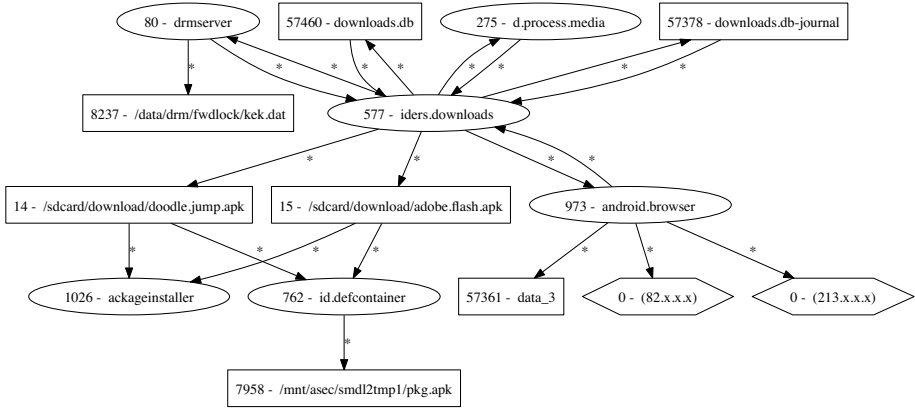 80 - drmserver
57460 - downloads.db
275 - d.process.media
57378 - downloads.db-journal
*
*
*
*
*
*
*
*
*
8237 - /data/drm/fwdlock/kek.dat
577 - iders.downloads
*
*
*
*
14 - /sdcard/download/doodle.jump.apk
15 - /sdcard/download/adobe.flash.apk
973 - android.browser
*
*
*
*
*
*
*
1026 - ackageinstaller
762 - id.defcontainer
57361 - data_3
0 - (82.x.x.x)
0 - (213.x.x.x)
*
7958 - /mnt/asec/smdl2tmp1/pkg.apk